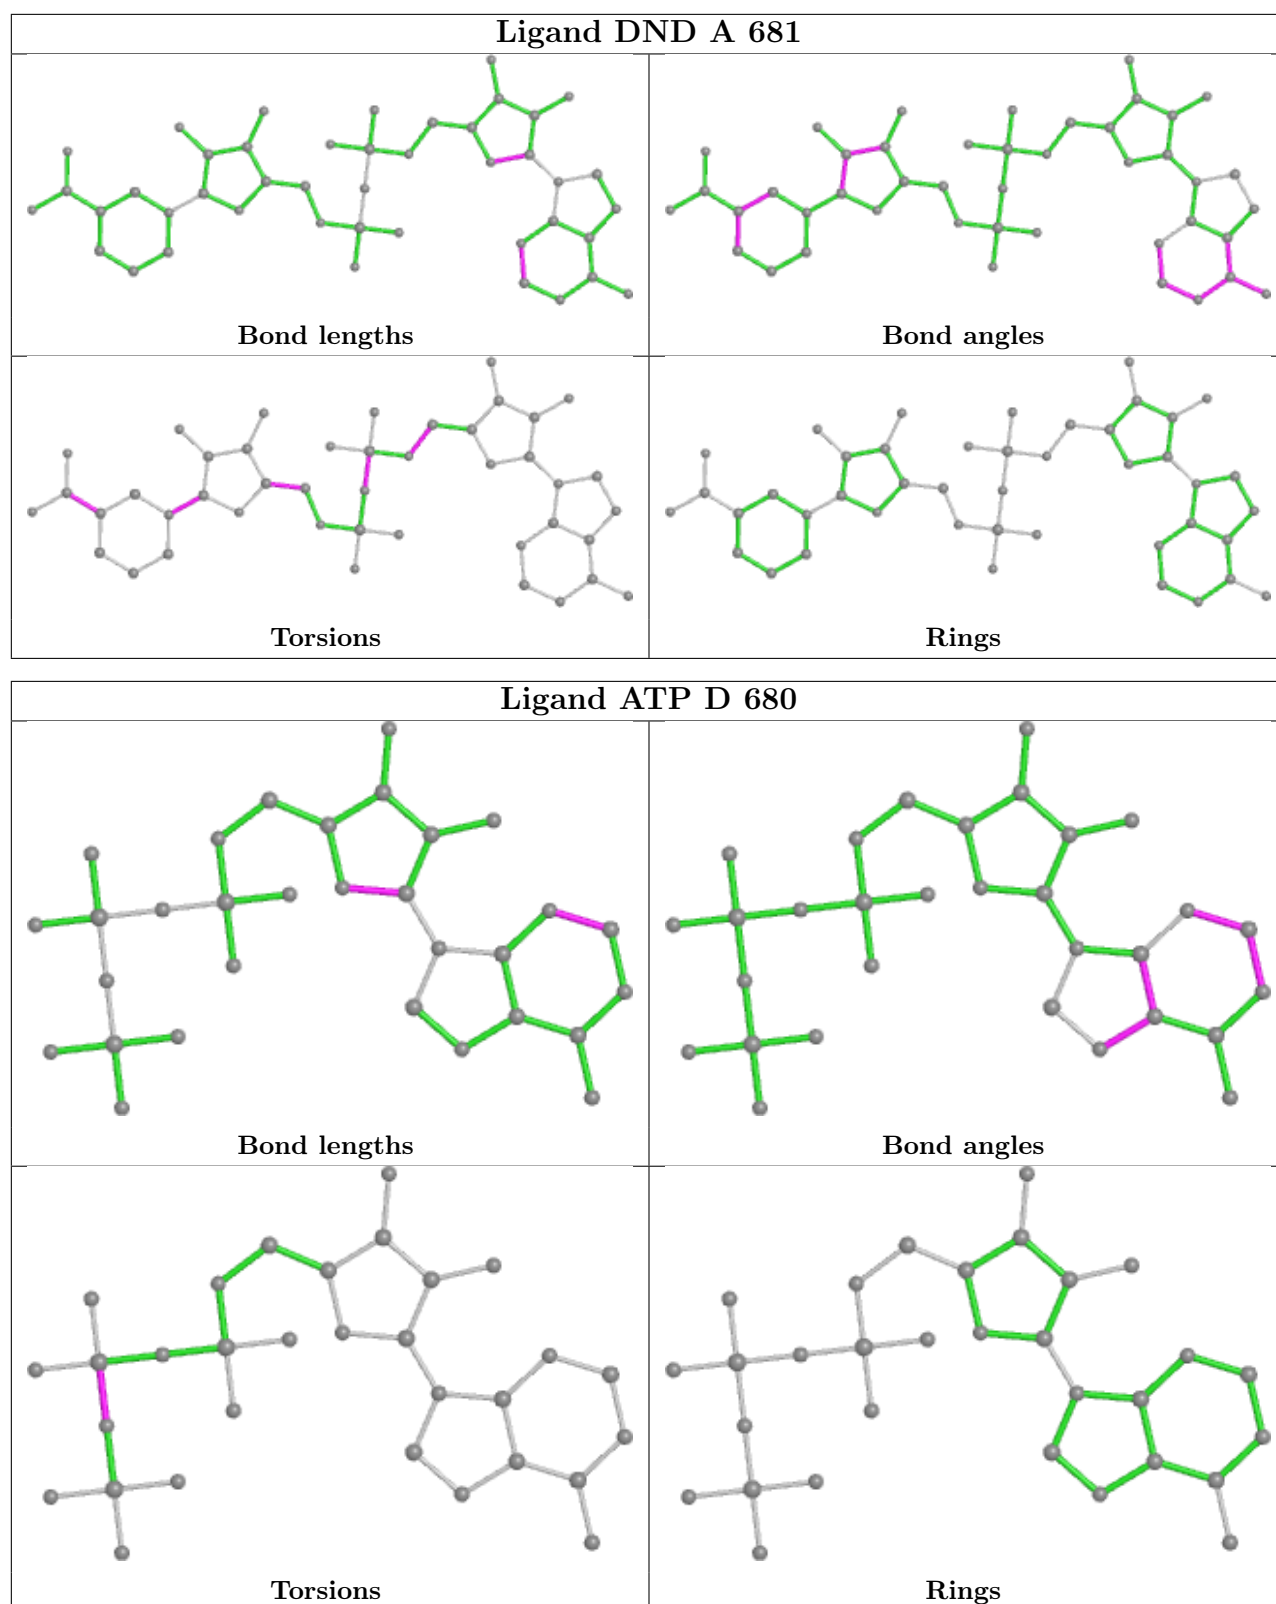 Ligand DND A 681
Bond lengths
Bond angles
Torsions
Rings
Ligand ATP D 680
Bond lengths
Bond angles
Torsions
Rings